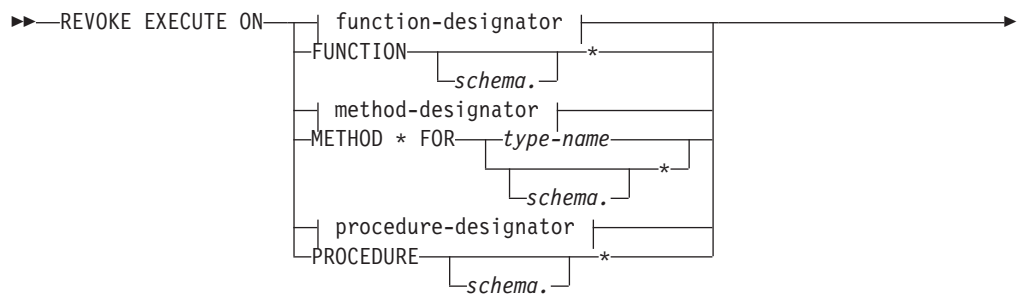 REVOKE EXECUTE ON function-designator
FUNCTION *
schema.
method-designator
METHOD * FOR type-name
*
schema.
procedure-designator
PROCEDURE *
schema.